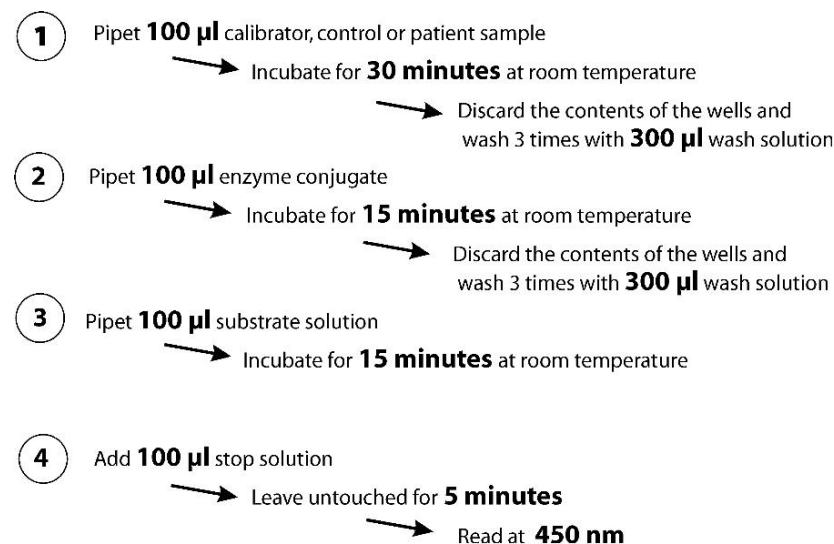 1 Pipet 100 µl calibrator, control or patient sample
Incubate for 30 minutes at room temperature
Discard the contents of the wells and
wash 3 times with 300 µl wash solution
2 Pipet 100 µl enzyme conjugate
Incubate for 15 minutes at room temperature
Discard the contents of the wells and
wash 3 times with 300 µl wash solution
3 Pipet 100 µl substrate solution
Incubate for 15 minutes at room temperature
4 Add 100 µl stop solution
Leave untouched for 5 minutes
Read at 450 nm